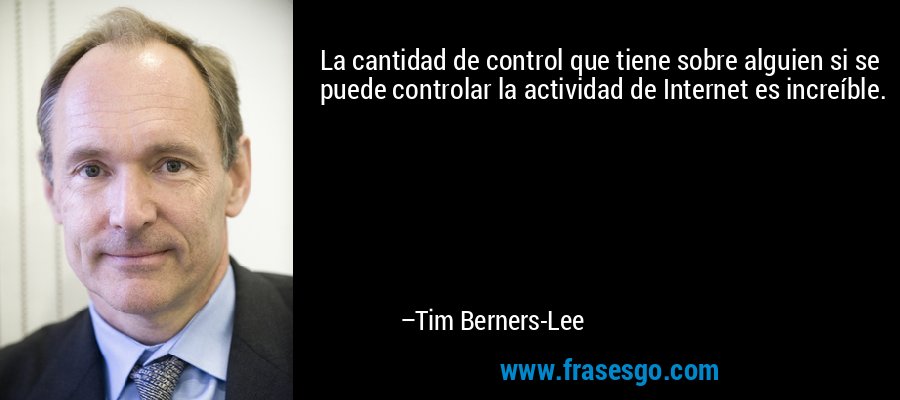 La cantidad de control que tiene sobre alguien si se
puede controlar la actividad de Internet es increíble.
–Tim Berners-Lee
www.frasesgo.com